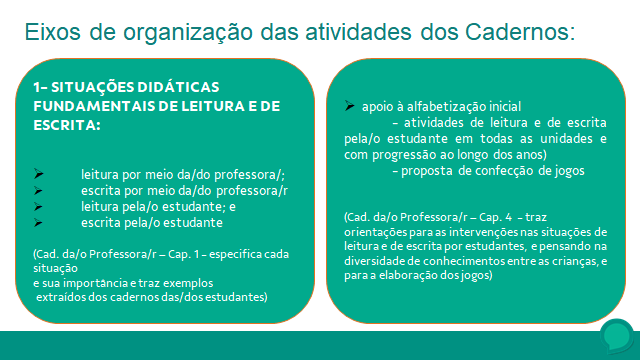 Eixos de organização das atividades dos Cadernos:
1- SITUAÇÕES DIDÁTICAS
FUNDAMENTAIS DE LEITURA E DE
ESCRITA:
leitura por meio da/do professora/;
escrita por meio da/do professora/r
leitura pela/o estudante; e
escrita pela/o estudante
(Cad. da/o Professora/r – Cap. 1 - especifica cada
situação
e sua importância e traz exemplos
extraídos dos cadernos das/dos estudantes)
apoio à alfabetização inicial
- atividades de leitura e de escrita
pela/o estudante em todas as unidades e
com progressão ao longo dos anos)
- proposta de confecção de jogos
(Cad. da/o Professora/r – Cap. 4 - traz
orientações para as intervenções nas situações de
leitura e de escrita por estudantes, e pensando na
diversidade de conhecimentos entre as crianças, e
para a elaboração dos jogos)